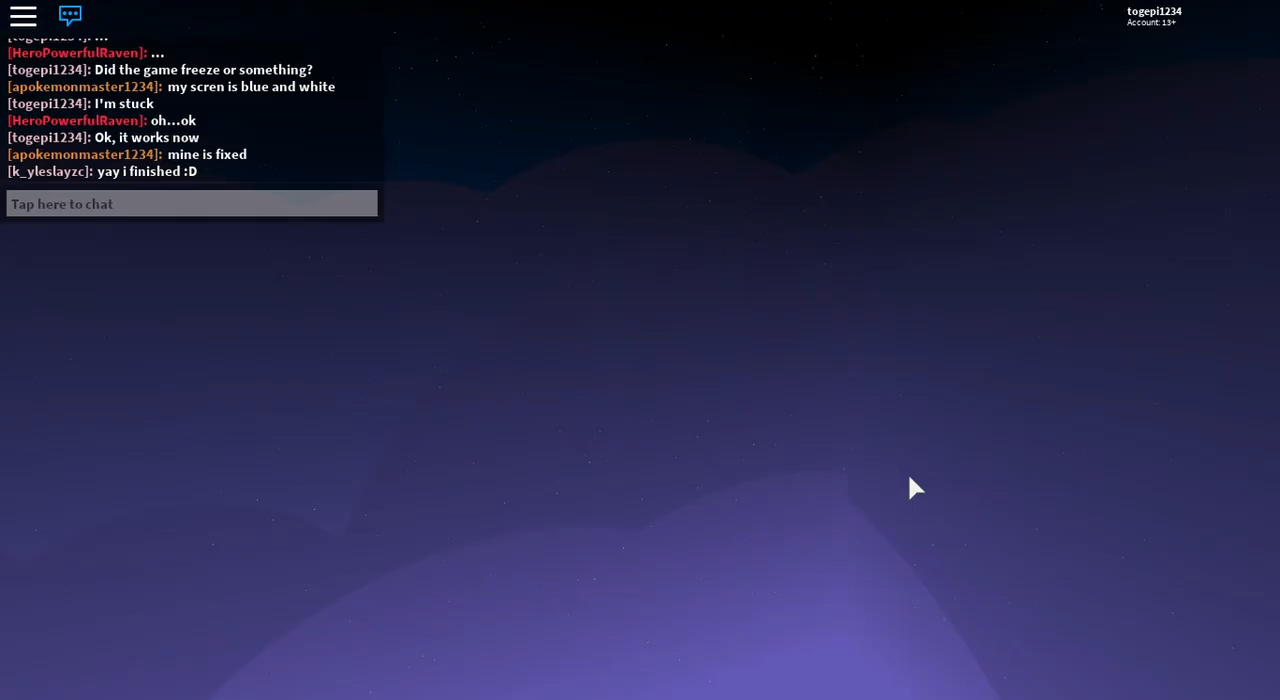 togepi1234
Account: 13+
[togepi1234]: ...
[HeroPowerfulRaven]: ...
[togepi1234]: Did the game freeze or something?
[apokemonmaster1234]: my scren is blue and white
[togepi1234]: I'm stuck
[HeroPowerfulRaven]: oh...ok
[togepi1234]: Ok, it works now
[apokemonmaster1234]: mine is fixed
[k_yleslayzc]: yay i finished :D
Tap here to chat